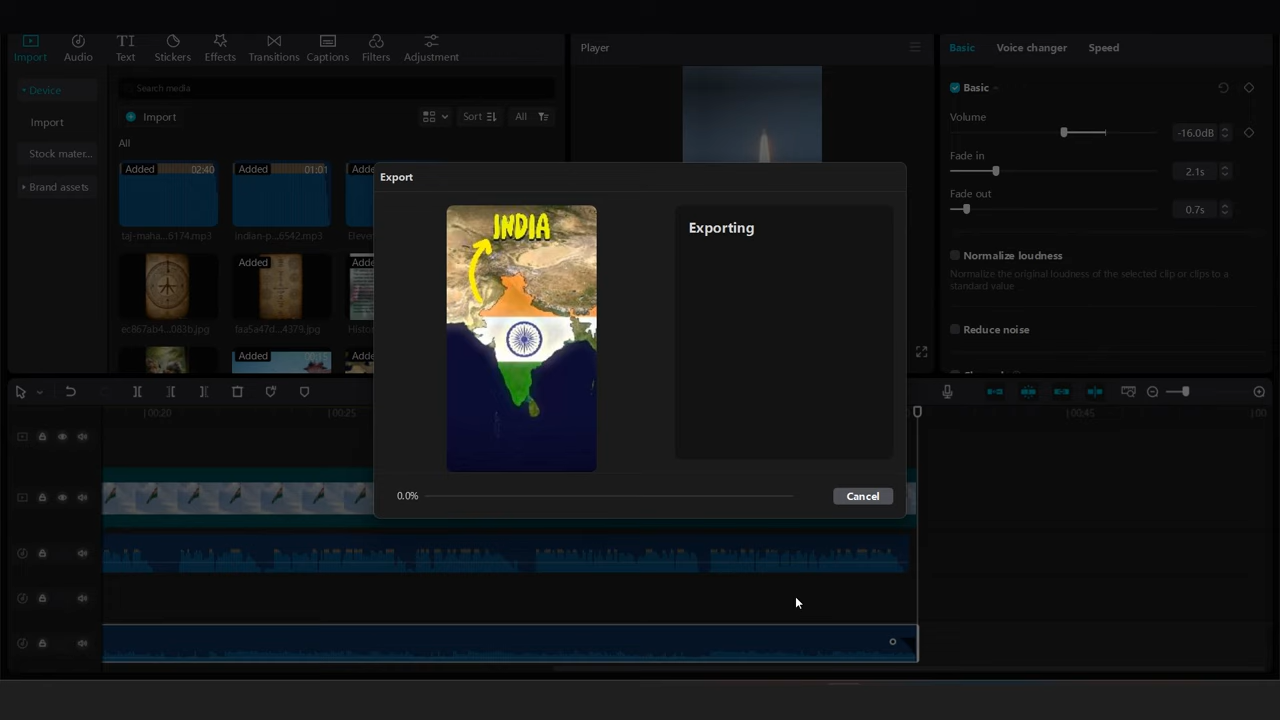 Import
Audio
Text
Stickers
Effects
Transitions
Captions
Filters
Adjustment
Player
Basic
Voice changer
Speed
Device
Import
Stock mater...
Brand assets
Search media
Import
Sort
All
All
Added 02:40
Added 01:01
Added
taj-maha...6174.mp3
indian-p...6542.mp3
Eleve
Added
Added
ec867ab4...083b.jpg
faa5a47d...4379.jpg
Histo
Added
Added
Basic
Volume
-16.0dB
Fade in
2.1s
Fade out
0.7s
Normalize loudness
Normalize the original loudness of the selected clip or clips to a
standard value
Reduce noise
Export
INDIA
Exporting
0.0%
Cancel
00:20
00:25
00:45